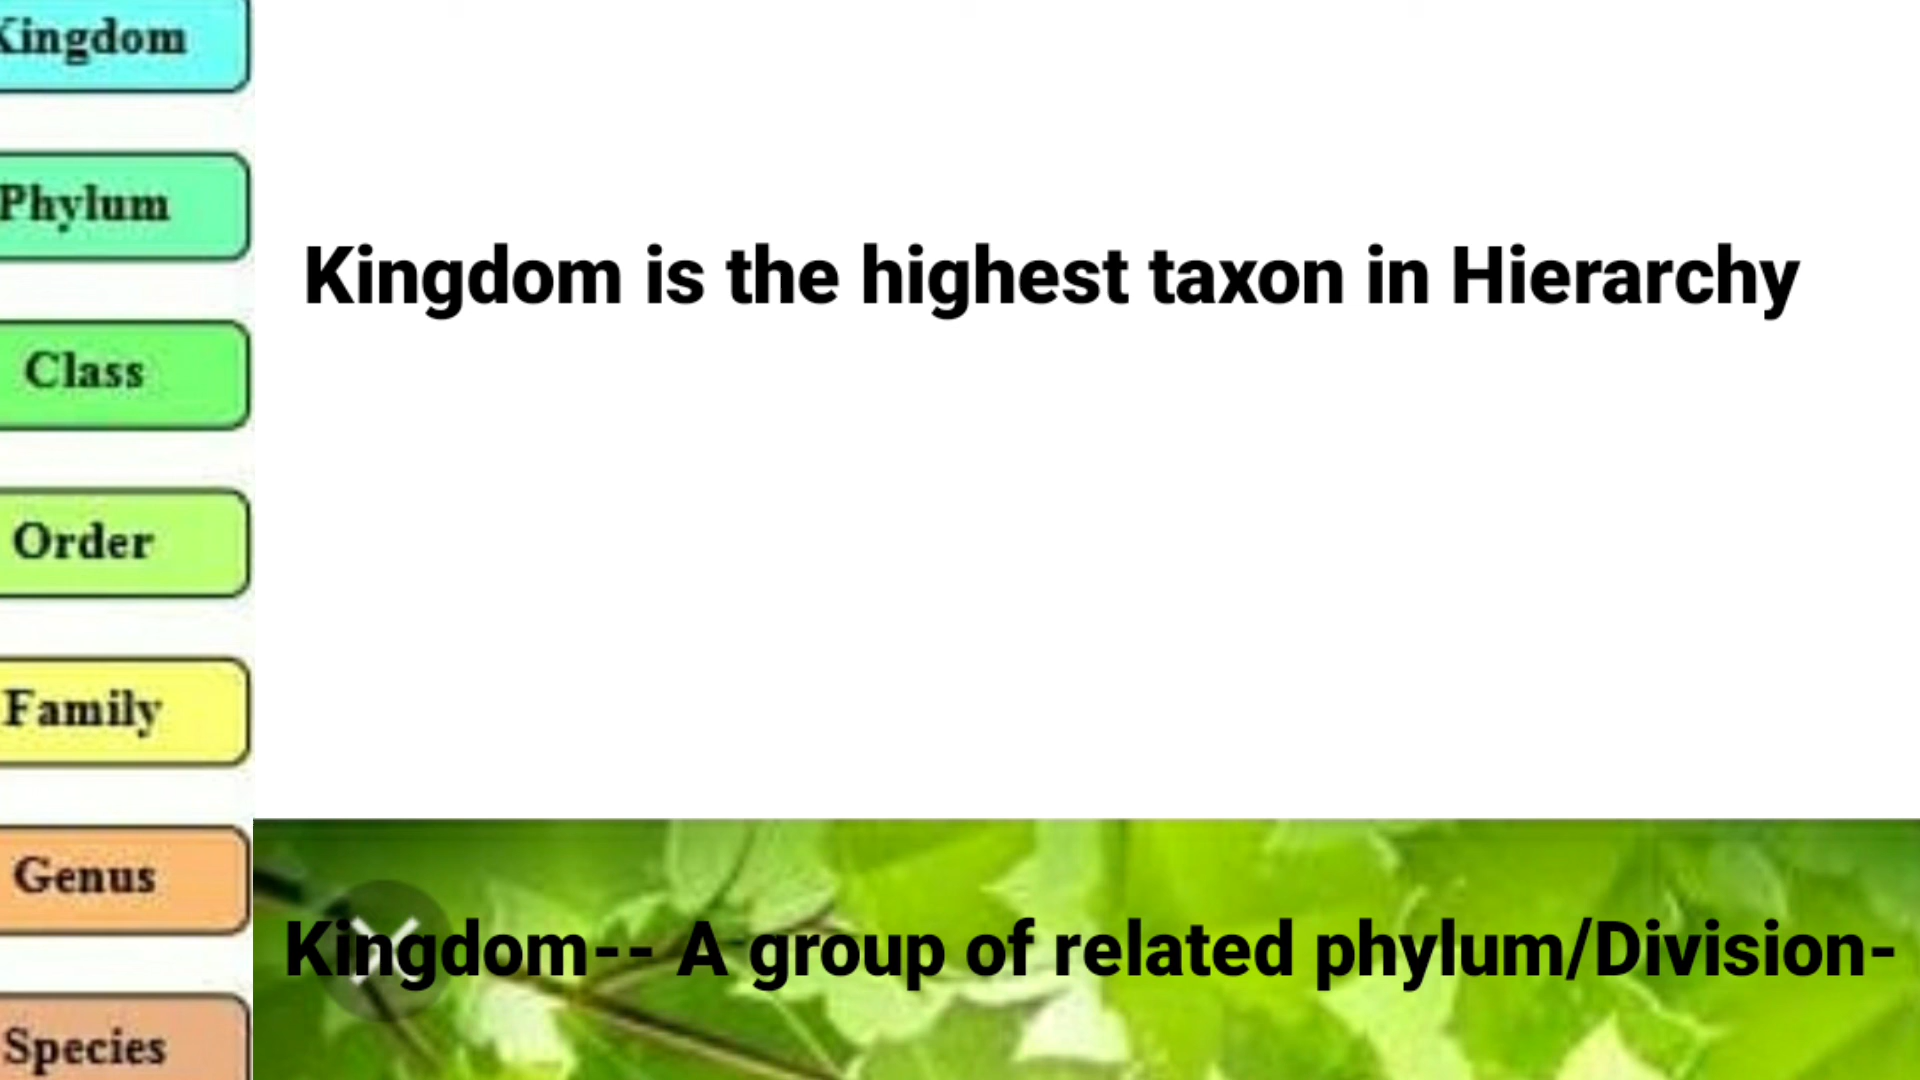 Kingdom
Phylum
Class
Order
Family
Genus
Species
Kingdom is the highest taxon in Hierarchy
Kingdom-- A group of related phylum/Division-